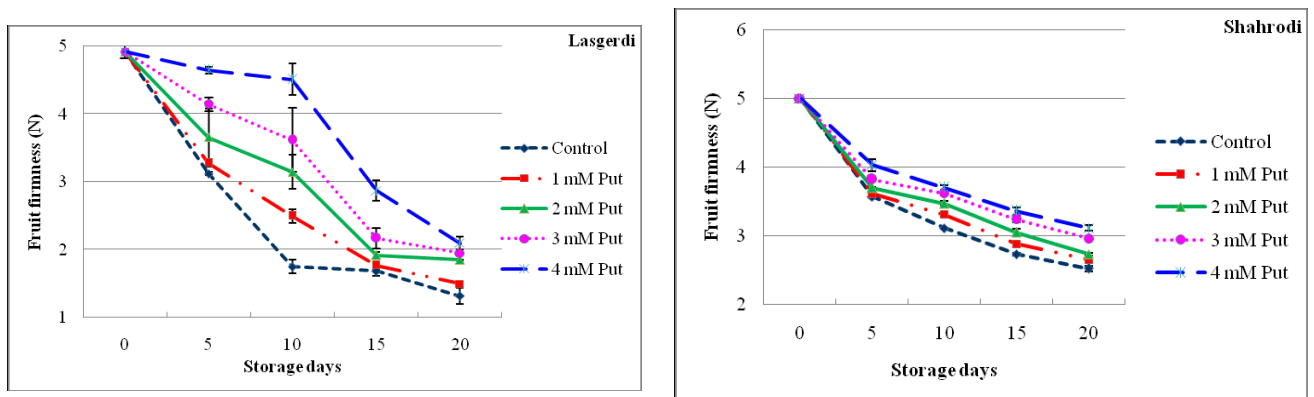 Lasgerdi
Fruit firmness (N)
5
4
3
2
1
0 5 10 15 20
Storage days
Control
1 mM Put
2 mM Put
3 mM Put
4 mM Put
Shahrodi
Fruit firmness (N)
6
5
4
3
2
0 5 10 15 20
Storage days
Control
1 mM Put
2 mM Put
3 mM Put
4 mM Put